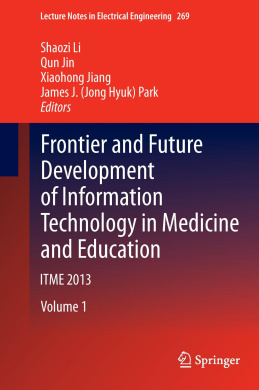 Lecture Notes in Electrical Engineering 269
Shaozi Li
Qun Jin
Xiaohong Jiang
James J. (Jong Hyuk) Park
Editors
Frontier and Future
Development
of Information
Technology in Medicine
and Education
ITME 2013
Volume 1
Springer